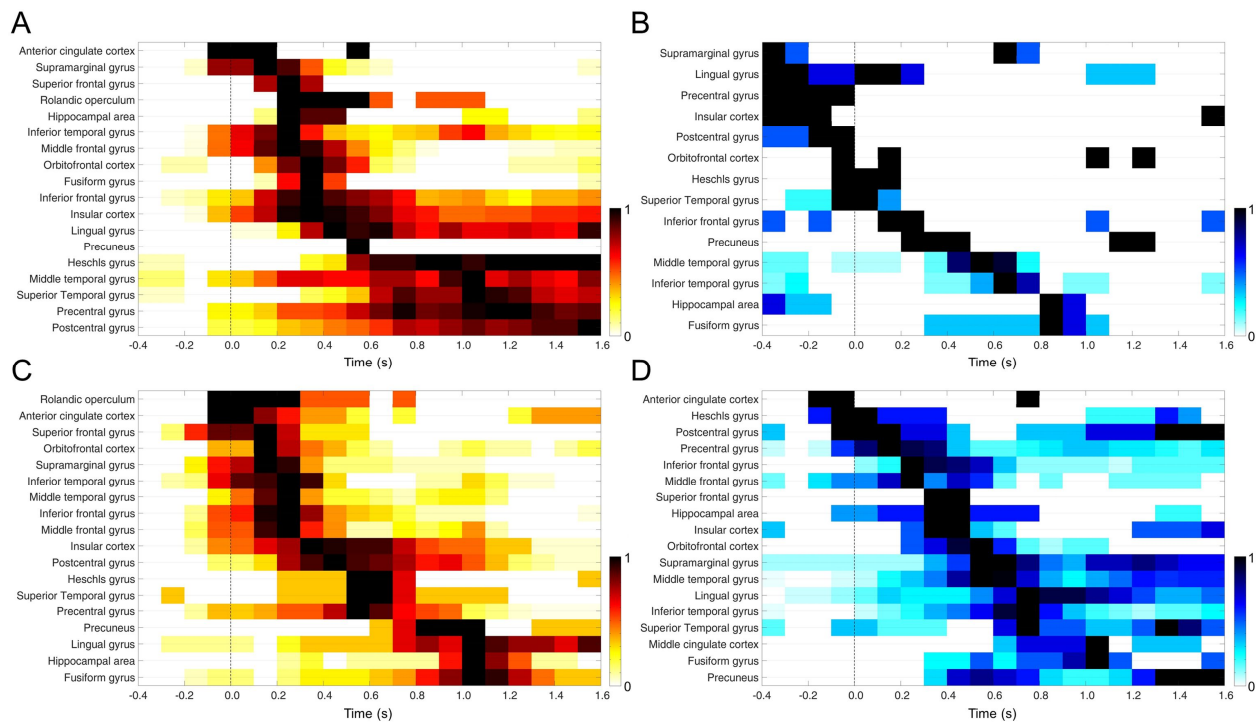 A
Anterior cingulate cortex
Supramarginal gyrus
Superior frontal gyrus
Rolandic operculum
Hippocampal area
Inferior temporal gyrus
Middle frontal gyrus
Orbitofrontal cortex
Fusiform gyrus
Inferior frontal gyrus
Insular cortex
Lingual gyrus
Precuneus
Heschls gyrus
Middle temporal gyrus
Superior Temporal gyrus
Precentral gyrus
Postcentral gyrus
-0.4 -0.2 0.0 0.2 0.4 0.6 0.8 1.0 1.2 1.4 1.6
Time (s)
1
0
B
Supramarginal gyrus
Lingual gyrus
Precentral gyrus
Insular cortex
Postcentral gyrus
Orbitofrontal cortex
Heschls gyrus
Superior Temporal gyrus
Inferior frontal gyrus
Precuneus
Middle temporal gyrus
Inferior temporal gyrus
Hippocampal area
Fusiform gyrus
-0.4 -0.2 0.0 0.2 0.4 0.6 0.8 1.0 1.2 1.4 1.6
Time (s)
1
0
C
Rolandic operculum
Anterior cingulate cortex
Superior frontal gyrus
Orbitofrontal cortex
Supramarginal gyrus
Inferior temporal gyrus
Middle temporal gyrus
Inferior frontal gyrus
Middle frontal gyrus
Insular cortex
Postcentral gyrus
Heschls gyrus
Superior Temporal gyrus
Precentral gyrus
Precuneus
Lingual gyrus
Hippocampal area
Fusiform gyrus
-0.4 -0.2 0.0 0.2 0.4 0.6 0.8 1.0 1.2 1.4 1.6
Time (s)
1
0
D
Anterior cingulate cortex
Heschls gyrus
Postcentral gyrus
Precentral gyrus
Inferior frontal gyrus
Middle frontal gyrus
Superior frontal gyrus
Hippocampal area
Insular cortex
Orbitofrontal cortex
Supramarginal gyrus
Middle temporal gyrus
Lingual gyrus
Inferior temporal gyrus
Superior Temporal gyrus
Middle cingulate cortex
Fusiform gyrus
Precuneus
-0.4 -0.2 0.0 0.2 0.4 0.6 0.8 1.0 1.2 1.4 1.6
Time (s)
1
0